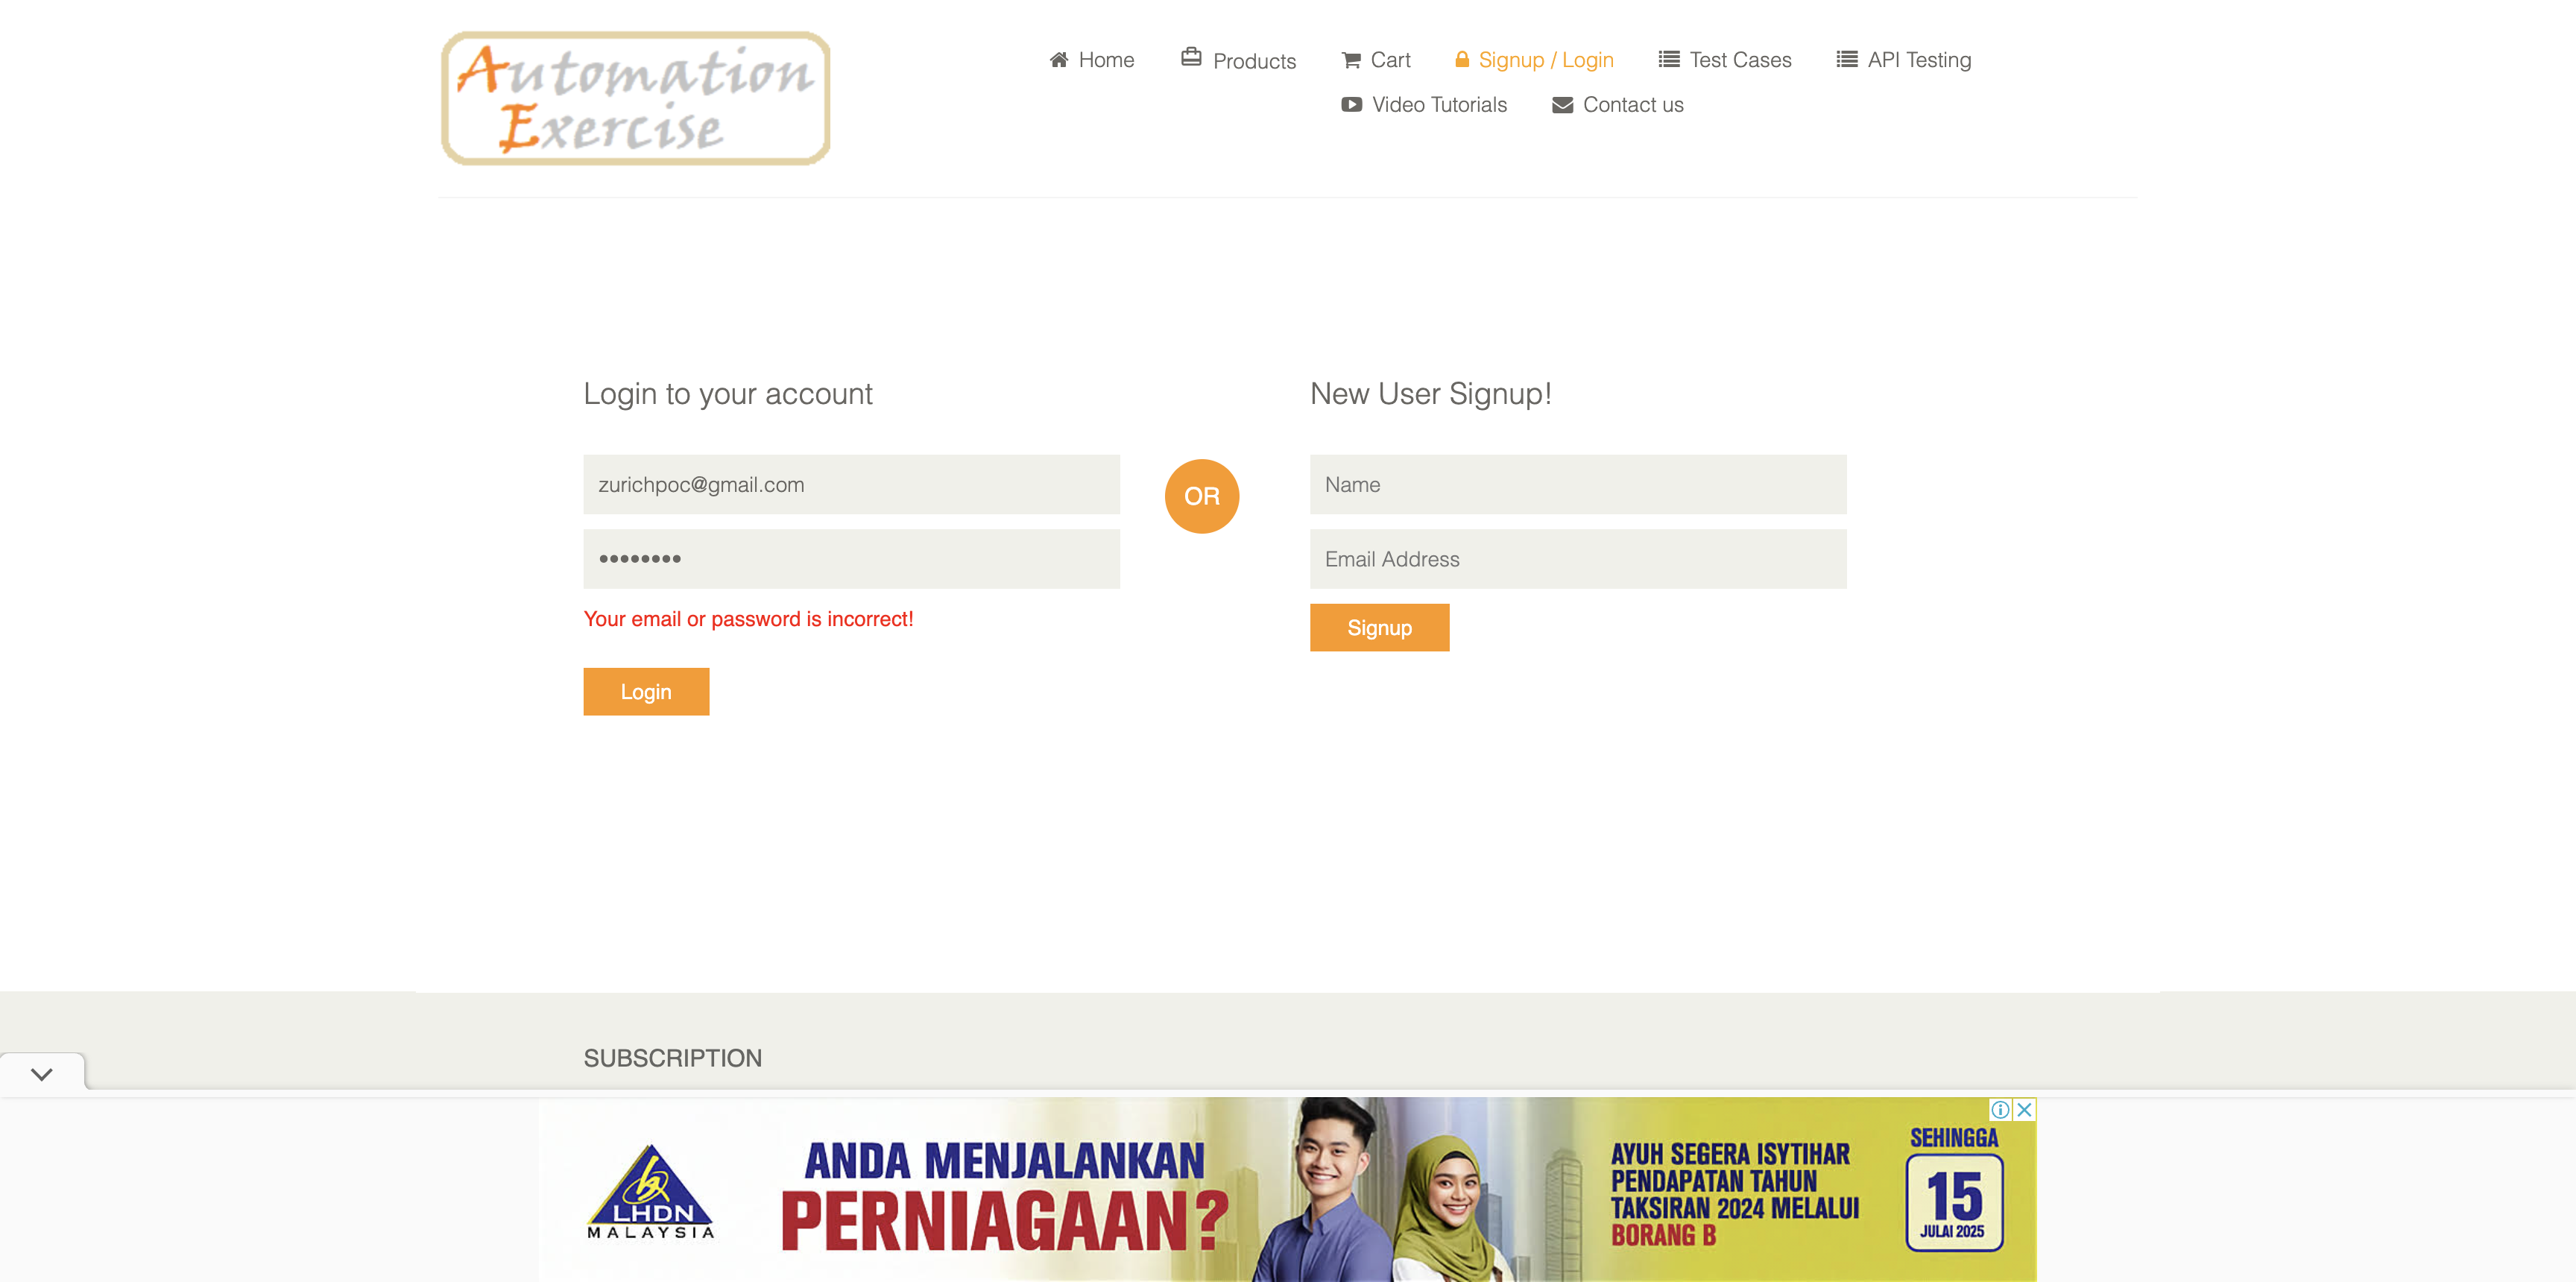 Automation
Exercise
Home
Products
Cart
Signup / Login
Test Cases
API Testing
Video Tutorials
Contact us
Login to your account
zurichpoc@gmail.com
••••••••
Your email or password is incorrect!
Login
OR
New User Signup!
Name
Email Address
Signup
SUBSCRIPTION
LHDN
MALAYSIA
ANDA MENJALANKAN
PERNIAGAAN?
AYUH SEGERA ISYTIHAR
PENDAPATAN TAHUN
TAKSIRAN 2024 MELALUI
BORANG B
SEHINGGA
15
JULAI 2025